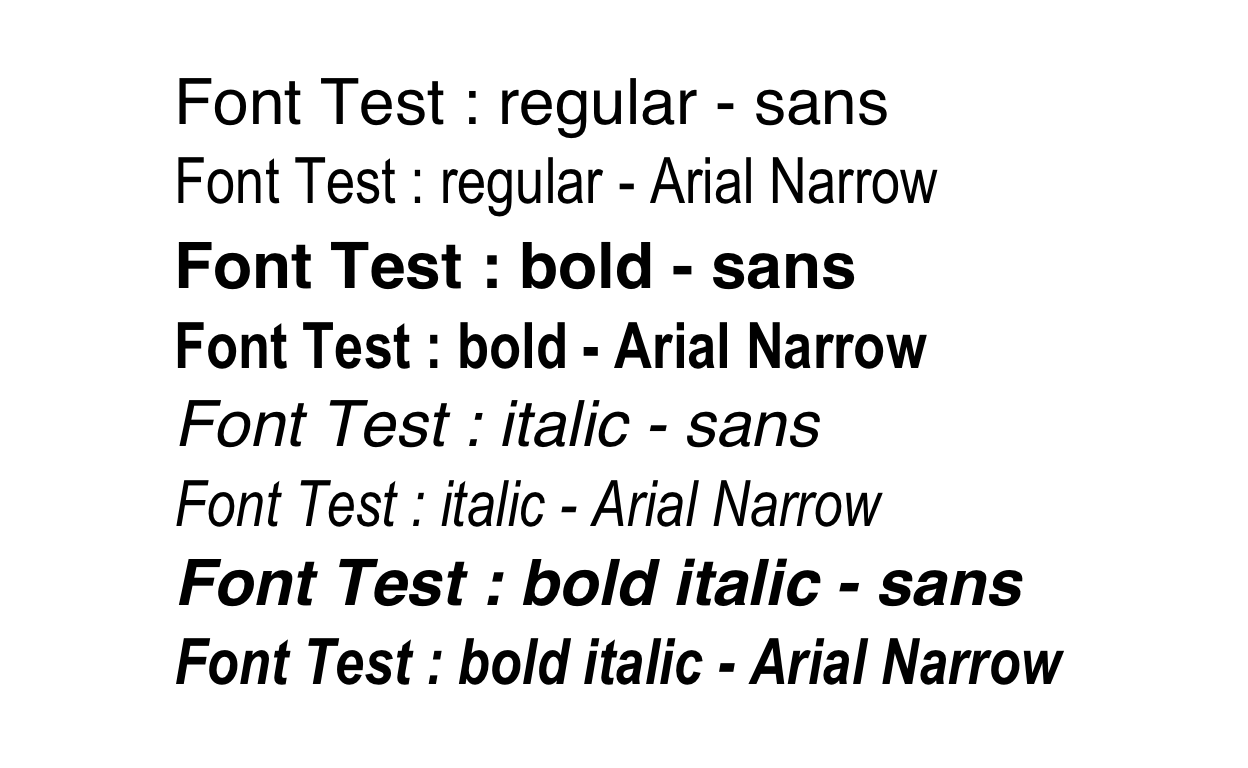 Font Test : regular - sans
Font Test : regular - Arial Narrow
Font Test : bold - sans
Font Test : bold - Arial Narrow
Font Test : italic - sans
Font Test : italic - Arial Narrow
Font Test : bold italic - sans
Font Test : bold italic - Arial Narrow